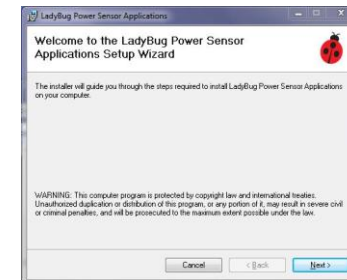 LadyBug Power Sensor Applications
Welcome to the LadyBug Power Sensor
Applications Setup Wizard
The installer will guide you through the steps required to install LadyBug Power Sensor Applications
on your computer.
WARNING: This computer program is protected by copyright law and international treaties.
Unauthorized duplication or distribution of this program, or any portion of it, may result in severe civil
or criminal penalties, and will be prosecuted to the maximum extent possible under the law.
Cancel
< Back
Next >